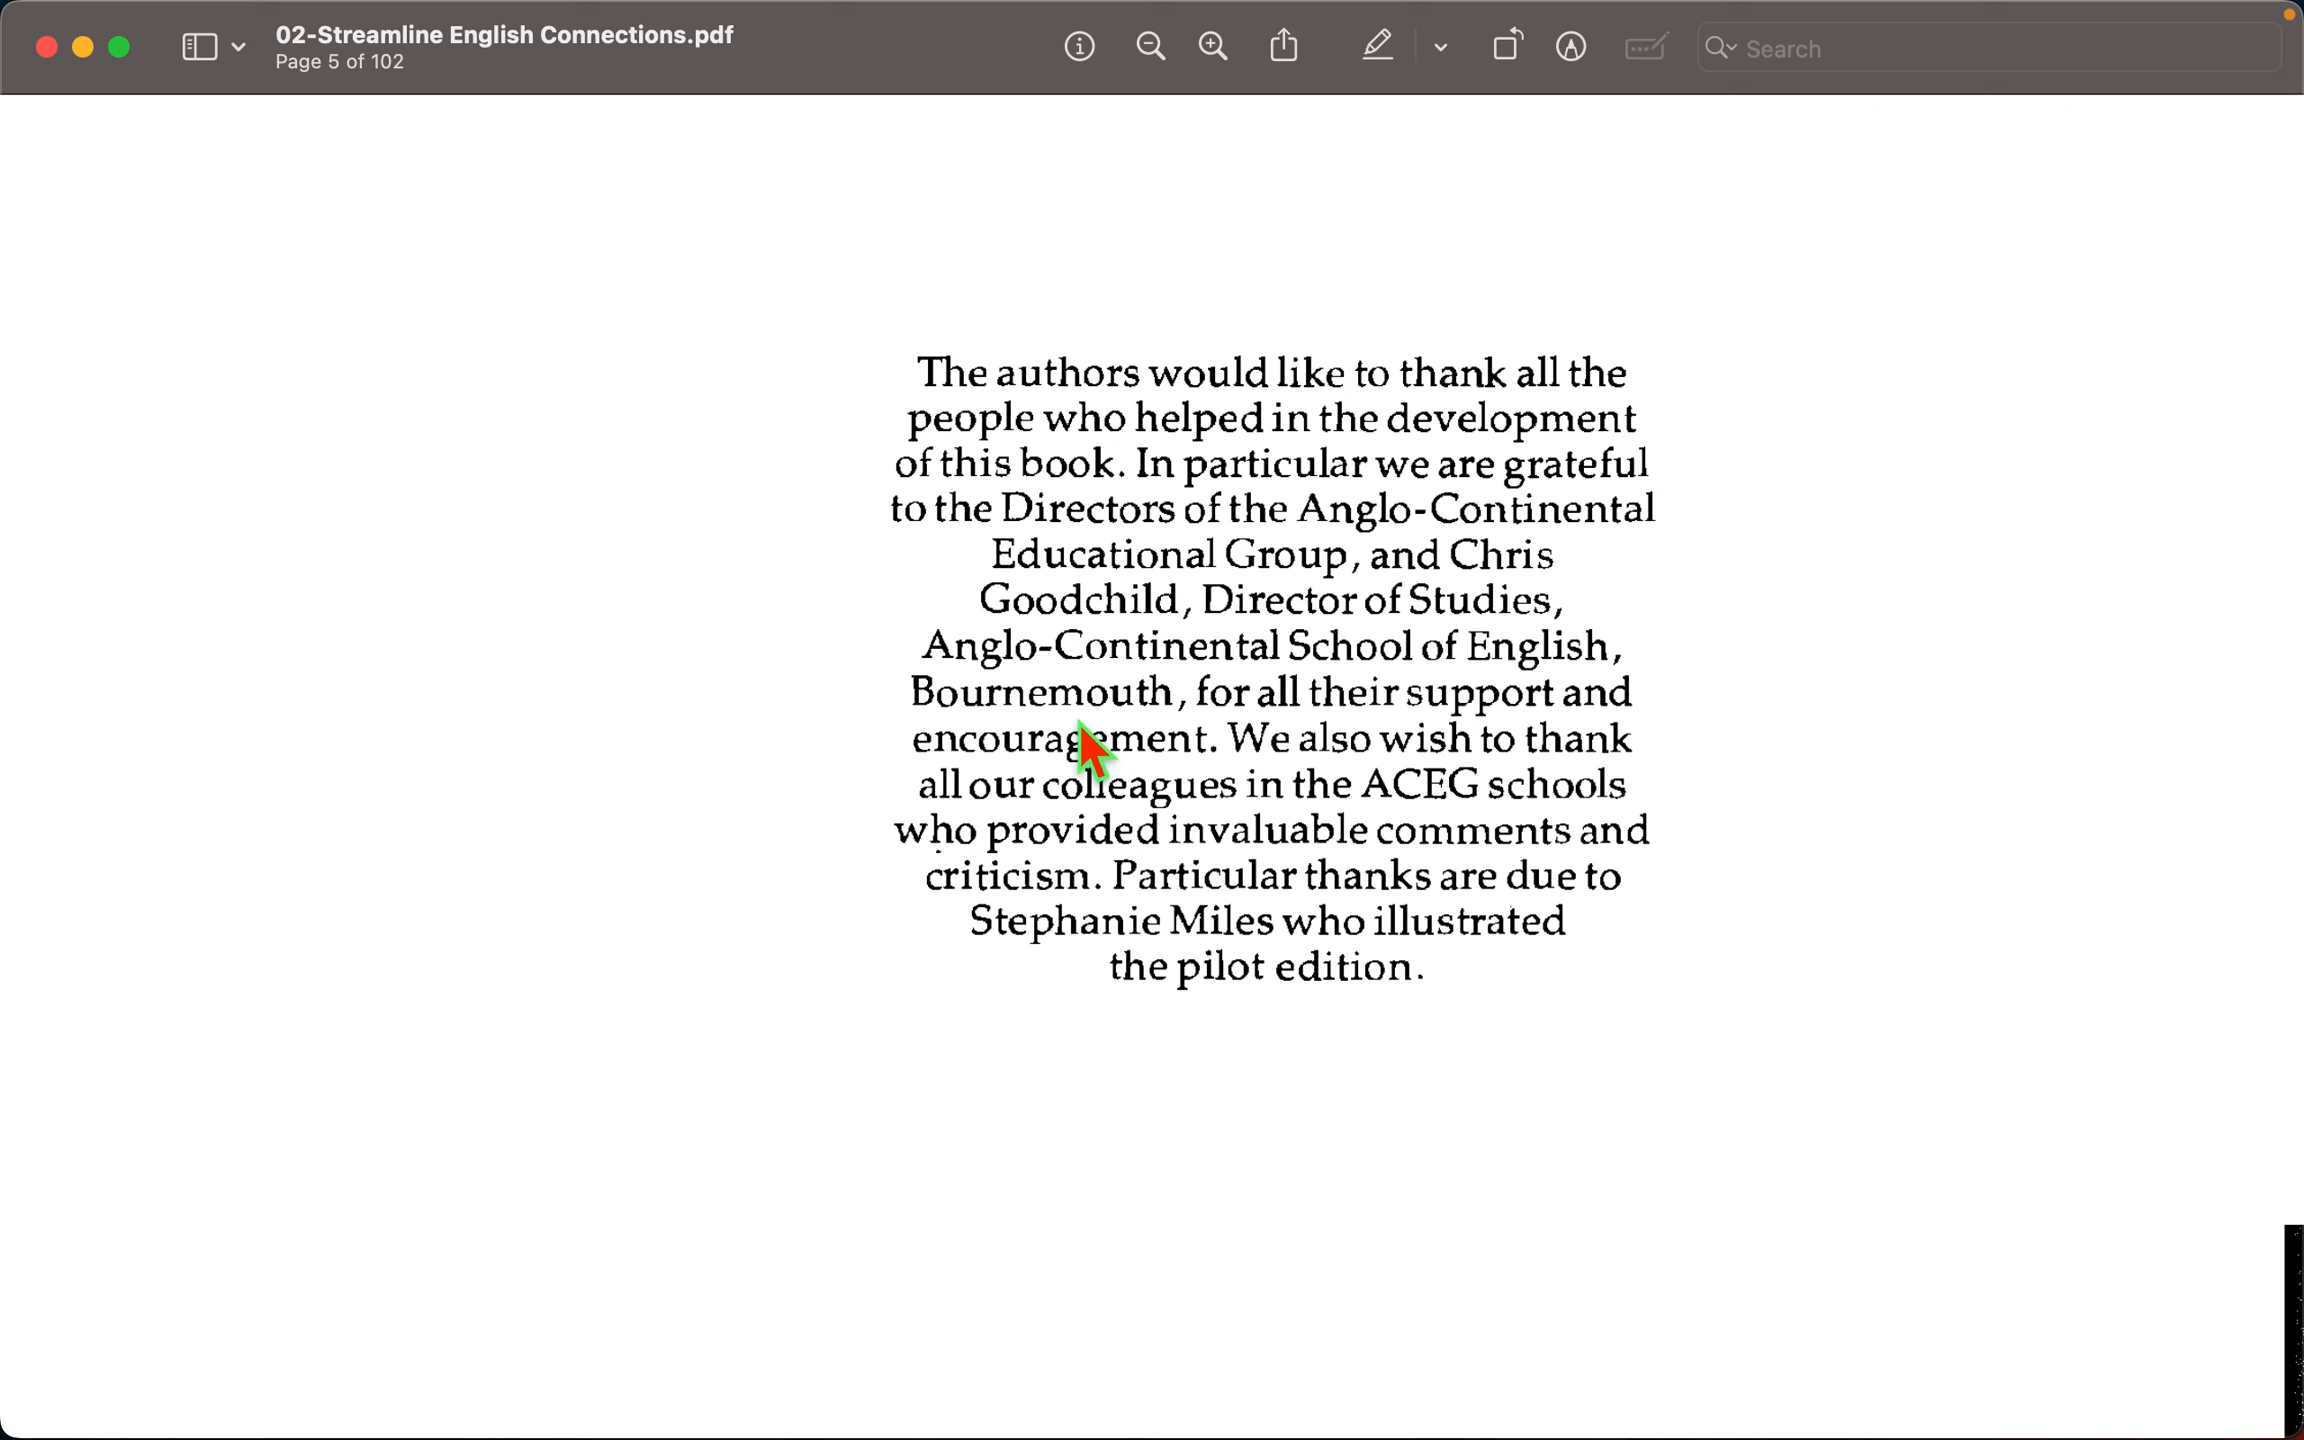 02-Streamline English Connections.pdf
Page 5 of 102
Search
The authors would like to thank all the
people who helped in the development
of this book. In particular we are grateful
to the Directors of the Anglo-Continental
Educational Group, and Chris
Goodchild, Director of Studies,
Anglo-Continental School of English,
Bournemouth, for all their support and
encouragement. We also wish to thank
all our colleagues in the ACEG schools
who provided invaluable comments and
criticism. Particular thanks are due to
Stephanie Miles who illustrated
the pilot edition.